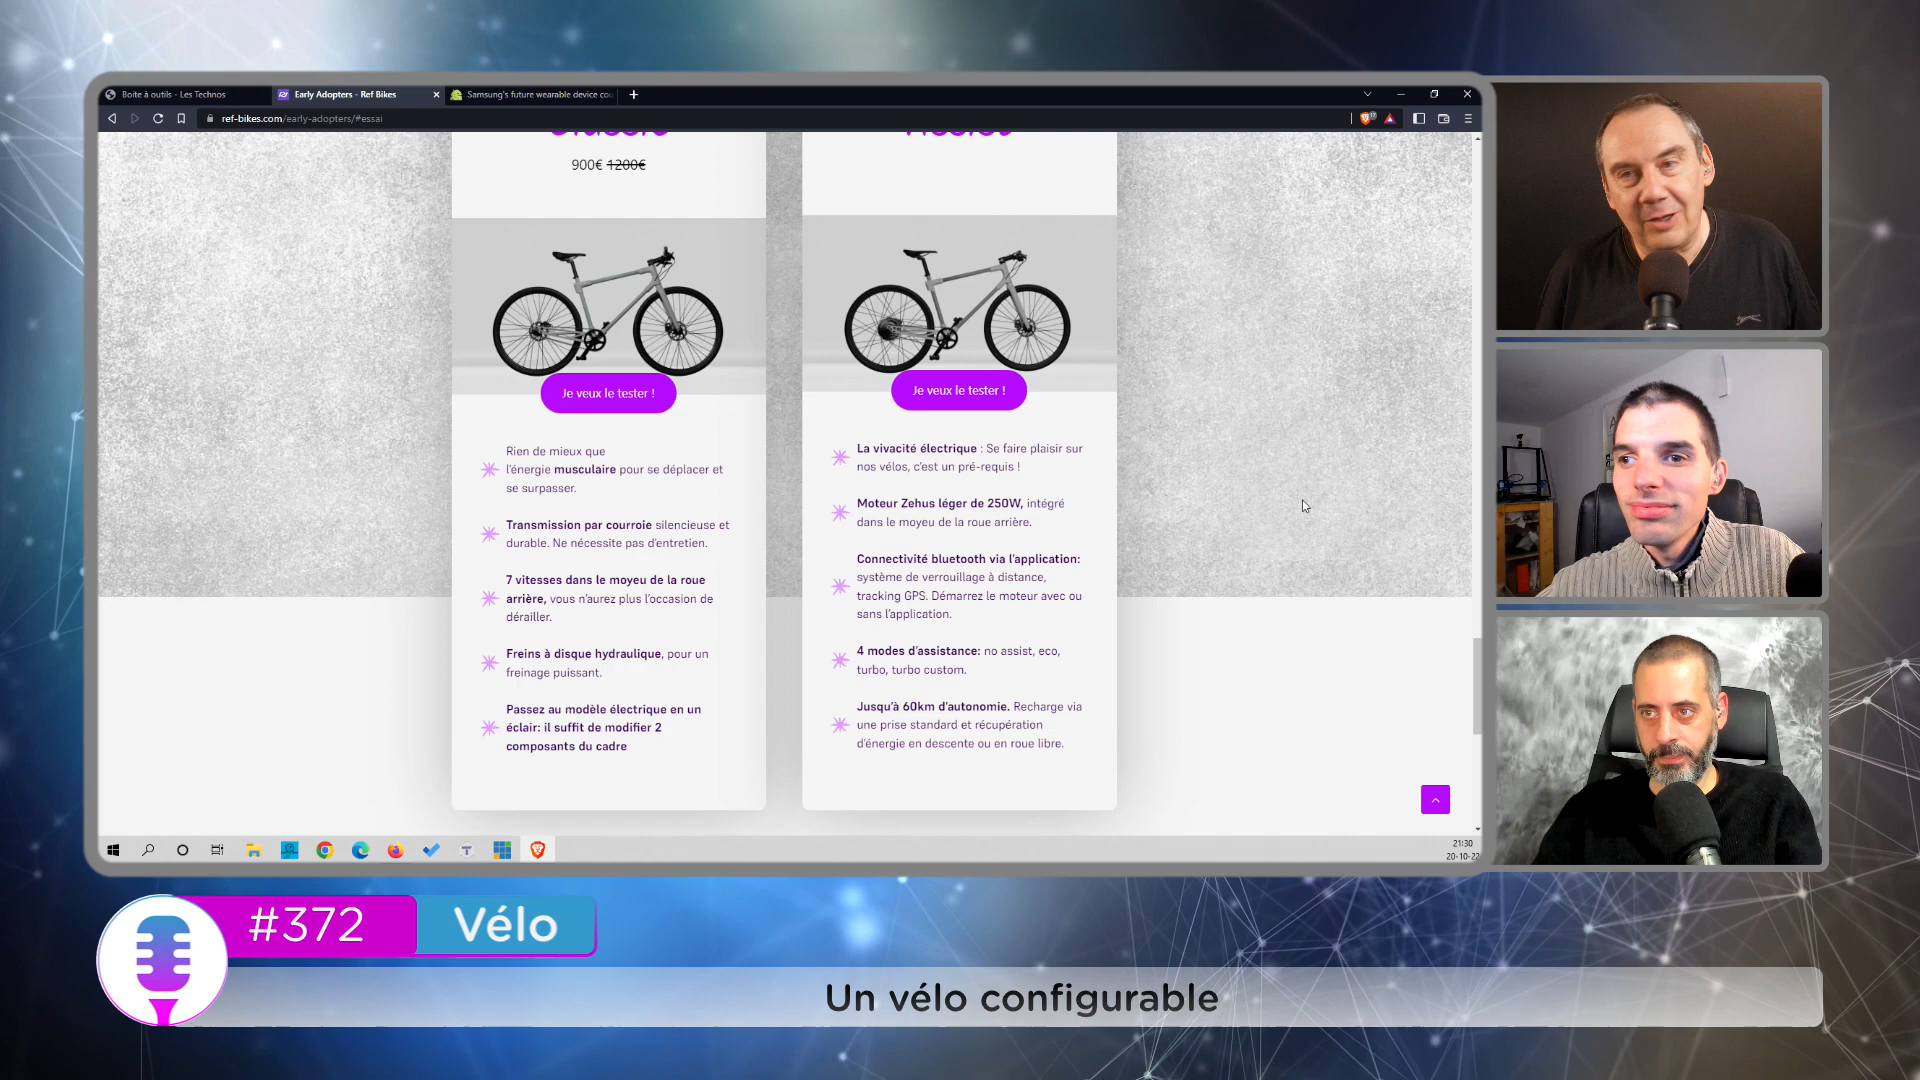 Boite à outils - Les Technos
Early Adopters - Ref Bikes
Samsung's future wearable device cou
ref-bikes.com/early-adopters/#essai
900€ 1200€
Je veux le tester !
Rien de mieux que
l'énergie musculaire pour se déplacer et
se surpasser.
Transmission par courroie silencieuse et
durable. Ne nécessite pas d'entretien.
7 vitesses dans le moyeu de la roue
arrière, vous n'aurez plus l'occasion de
dérailler.
Freins à disque hydraulique, pour un
freinage puissant.
Passez au modèle électrique en un
éclair: il suffit de modifier 2
composants du cadre
Je veux le tester !
La vivacité électrique : Se faire plaisir sur
nos vélos, c'est un pré-requis !
Moteur Zehus léger de 250W, intégré
dans le moyeu de la roue arrière.
Connectivité bluetooth via l'application:
système de verrouillage à distance,
tracking GPS. Démarrez le moteur avec ou
sans l'application.
4 modes d'assistance: no assist, eco,
turbo, turbo custom.
Jusqu'à 60km d'autonomie. Recharge via
une prise standard et récupération
d'énergie en descente ou en roue libre.
21:30
20-10-22
#372
Vélo
Un vélo configurable